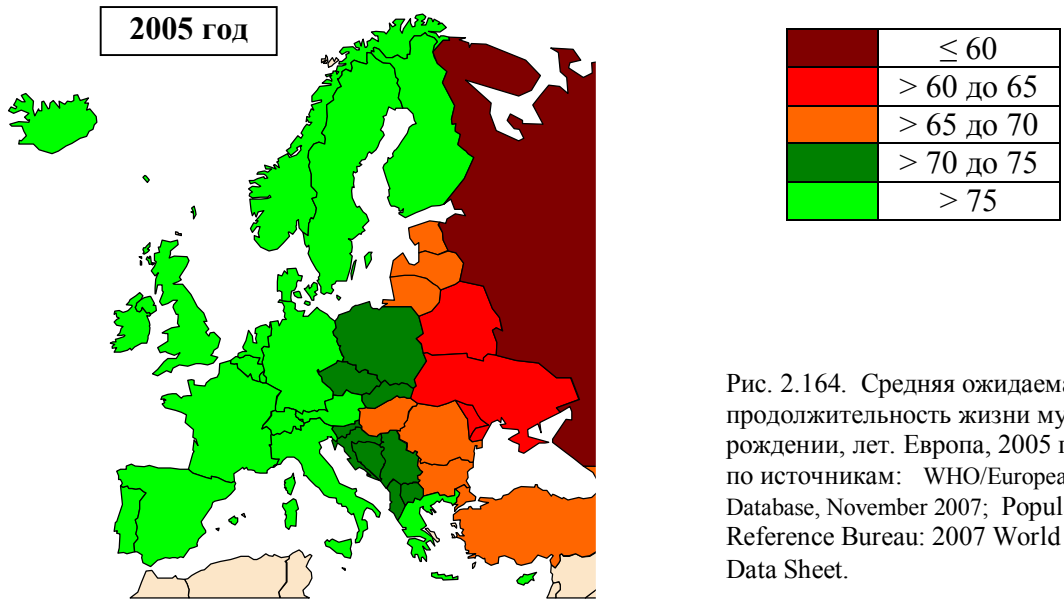 2005 год
≤ 60
> 60 до 65
> 65 до 70
> 70 до 75
> 75
Рис. 2.164. Средняя ожидаема
продолжительность жизни му
рождении, лет. Европа, 2005 г
по источникам: WHO/Europea
Database, November 2007; Popul
Reference Bureau: 2007 World
Data Sheet.